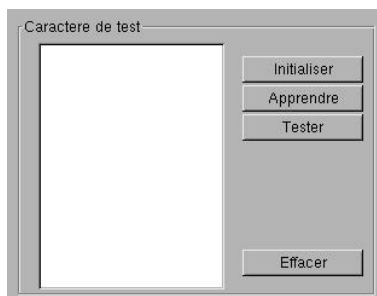 Caractere de test
Initialiser
Apprendre
Tester
Effacer